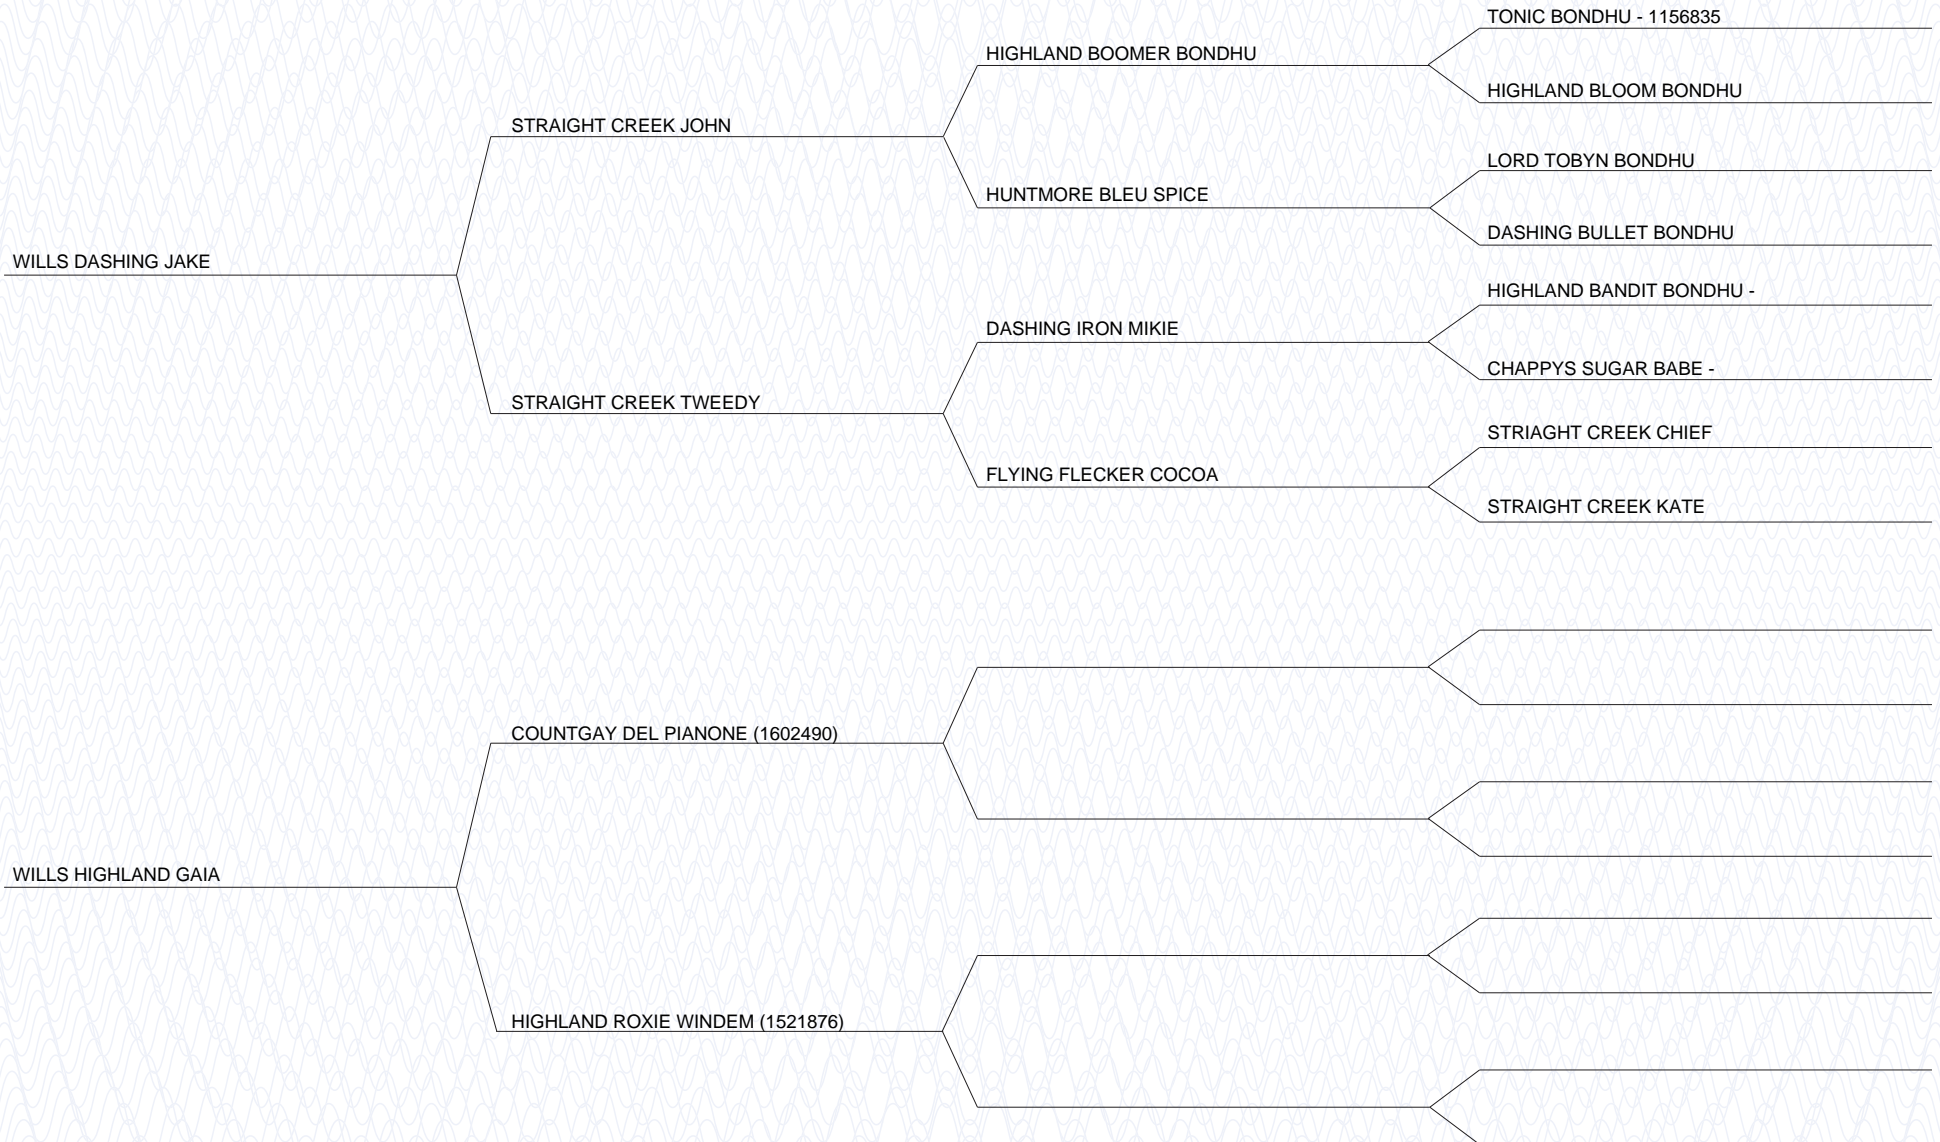 TONIC BONDHU - 1156835
HIGHLAND BOOMER BONDHU
HIGHLAND BLOOM BONDHU
STRAIGHT CREEK JOHN
LORD TOBYN BONDHU
HUNTMORE BLEU SPICE
DASHING BULLET BONDHU
WILLS DASHING JAKE
HIGHLAND BANDIT BONDHU -
DASHING IRON MIKIE
CHAPPYS SUGAR BABE -
STRAIGHT CREEK TWEEDY
STRIAGHT CREEK CHIEF
FLYING FLECKER COCOA
STRAIGHT CREEK KATE
COUNTGAY DEL PIANONE (1602490)
WILLS HIGHLAND GAIA
HIGHLAND ROXIE WINDEM (1521876)